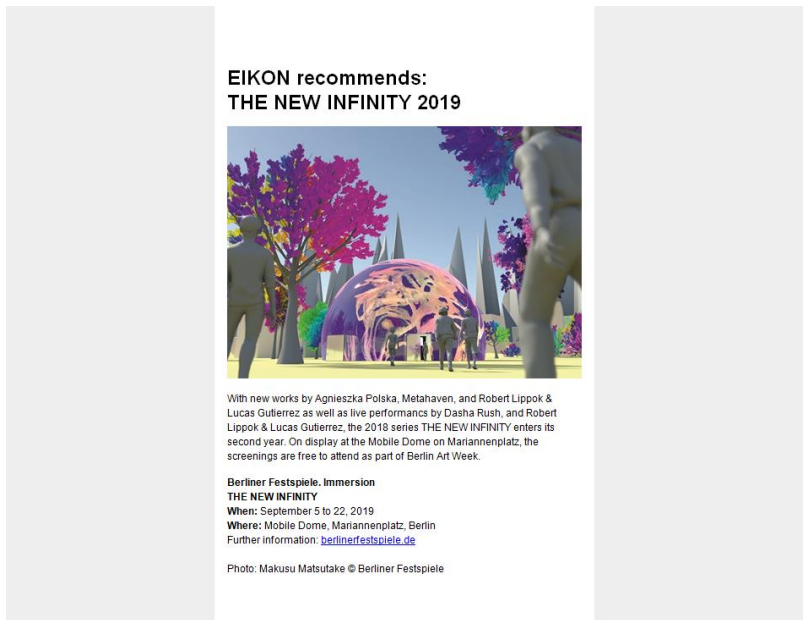 EIKON recommends:
THE NEW INFINITY 2019
With new works by Agnieszka Polska, Metahaven, and Robert Lippok &
Lucas Gutierrez as well as live performancs by Dasha Rush, and Robert
Lippok & Lucas Gutierrez, the 2018 series THE NEW INFINITY enters its
second year. On display at the Mobile Dome on Mariannenplatz, the
screenings are free to attend as part of Berlin Art Week.
Berliner Festspiele. Immersion
THE NEW INFINITY
When: September 5 to 22, 2019
Where: Mobile Dome, Mariannenplatz, Berlin
Further information: berlinerfestspiele.de
Photo: Makusu Matsutake © Berliner Festspiele